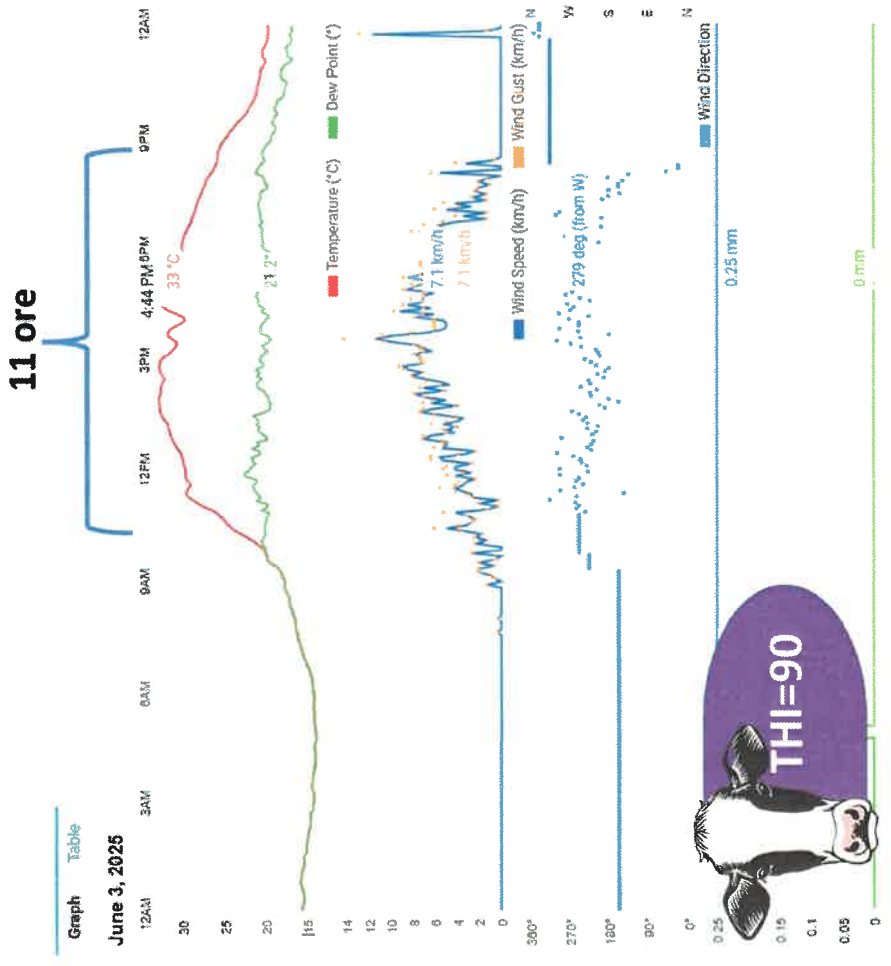 11 ore
Graph Table
June 3, 2025
12AM 3AM 6AM 9AM 12PM 3PM 4:44 PM 6PM 9PM 12AM
30
25
20
15
33 °C
21.2°
Temperature (°C) Dew Point (°)
14
12
10
8
6
4
2
0
7.1 km/h
7.1 km/h
Wind Speed (km/h) Wind Gust (km/h)
360° N
270° W
180° S
90° E
0° N
279 deg (from W)
Wind Direction
0.25
0.15
0.1
0.05
0
0.25 mm
0 mm
THI=90